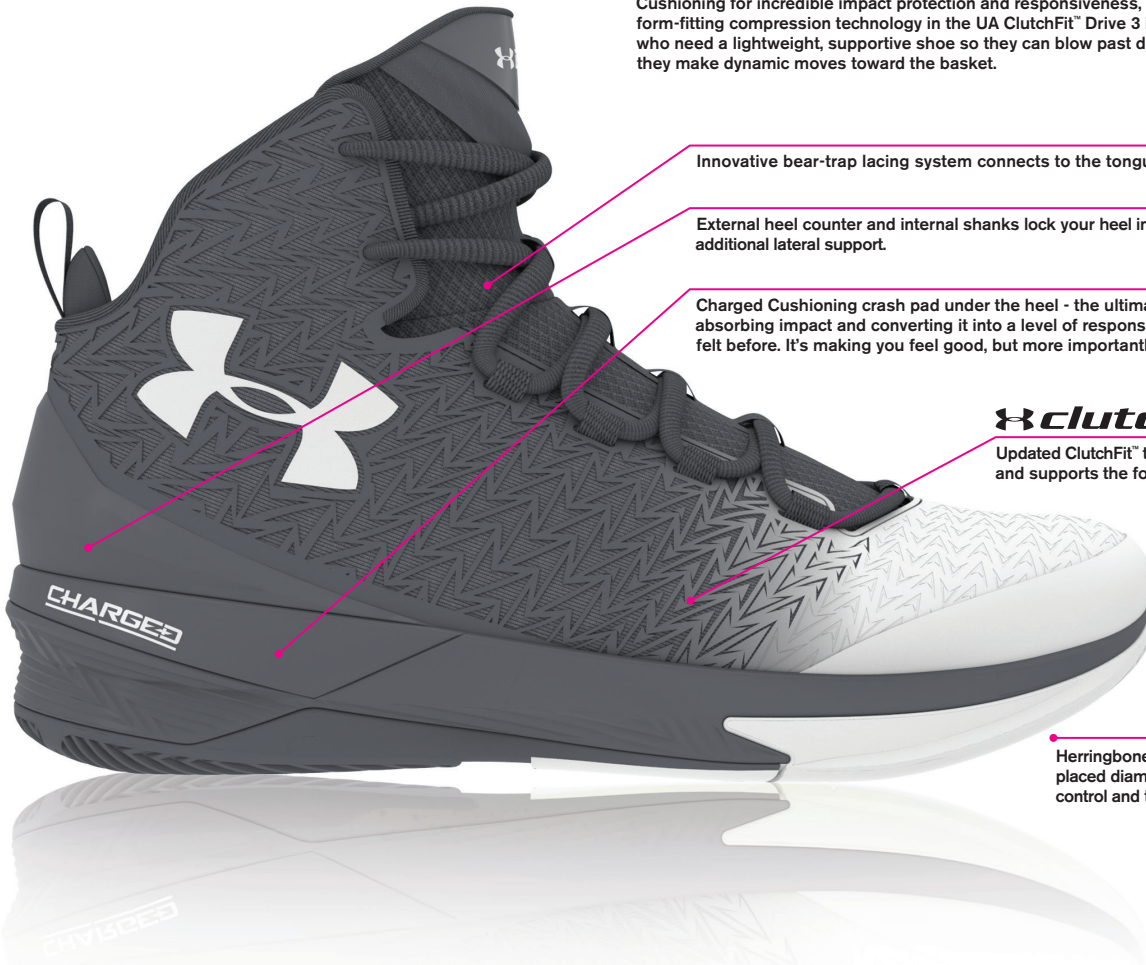 Cushioning for incredible impact protection and responsiveness,
form-fitting compression technology in the UA ClutchFit™ Drive 3
who need a lightweight, supportive shoe so they can blow past
they make dynamic moves toward the basket.
Innovative bear-trap lacing system connects to the
External heel counter and internal shanks lock your heel
additional lateral support.
Charged Cushioning crash pad under the heel - the
absorbing impact and converting it into a level of
felt before. It's making you feel good, but more
Updated ClutchFit™
and supports the
CHARGED
Herringbone
placed
control and
CHARGED